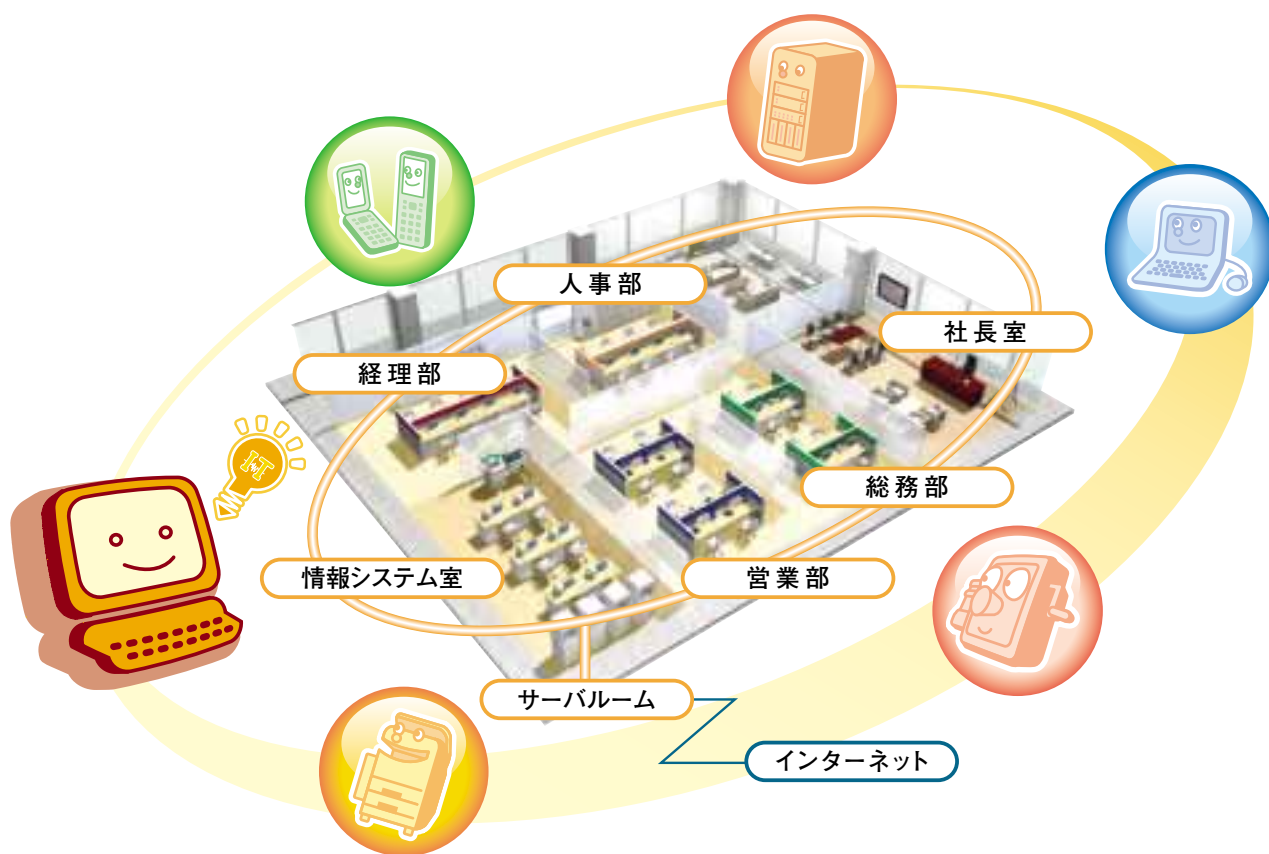 人事部
社長室
経理部
総務部
情報システム室
営業部
サーバルーム
インターネット